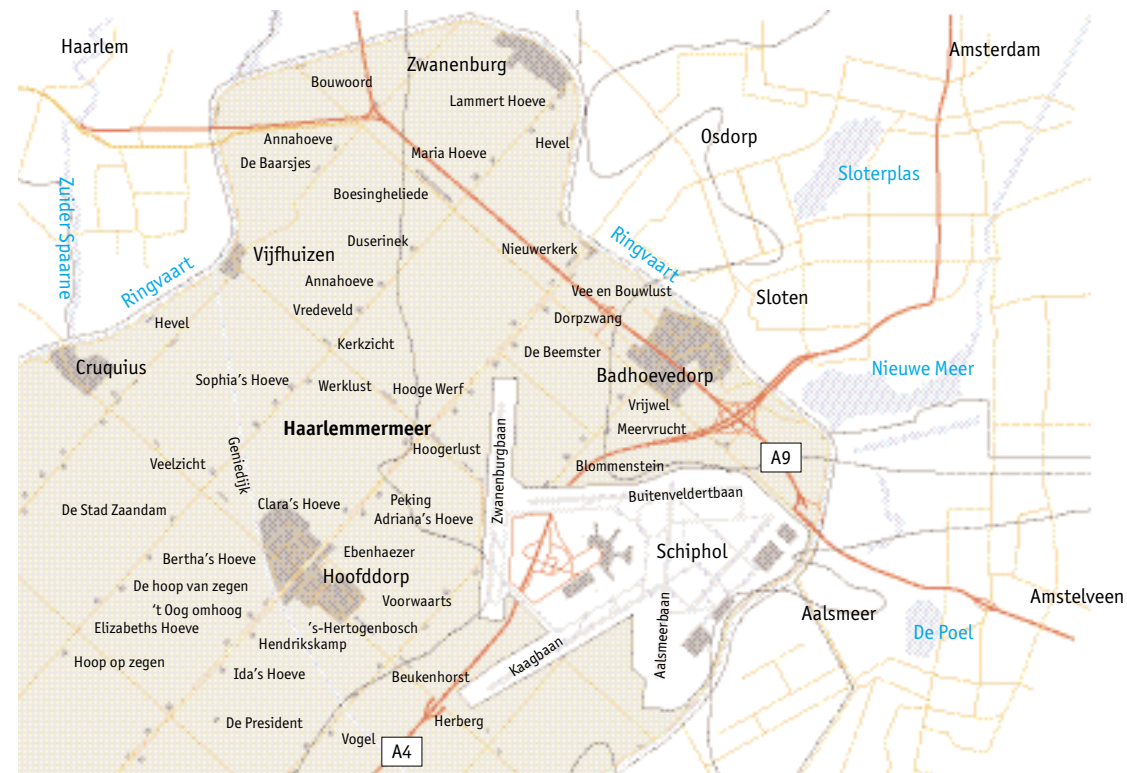 Haarlem
Amsterdam
Zwanenburg
Bouwoord
Lammert Hoeve
Annahoeve
Hevel
Osdorp
De Baarsjes
Maria Hoeve
Sloterplas
Boesingheliede
Zuider Spaarne
Duserinek
Nieuwerkerk
Ringvaart
Vijfhuizen
Ringvaart
Annahoeve
Vee en Bouwlust
Sloten
Vredeveld
Dorpzwang
Hevel
Kerkzicht
De Beemster
Cruquius
Badhoevedorp
Nieuwe Meer
Sophia's Hoeve
Werklust
Hooge Werf
Vrijwel
Haarlemmermeer
Meervrucht
Hoogerlust
Geniedijk
Zwanenburgbaan
A9
Veelzicht
Blommenstein
Buitenveldertbaan
De Stad Zaandam
Clara's Hoeve
Peking
Adriana's Hoeve
Schiphol
Bertha's Hoeve
Ebenhaezer
Hoofddorp
De hoop van zegen
Voorwaarts
Amstelveen
't Oog omhoog
Aalsmeer
Elizabeths Hoeve
's-Hertogenbosch
De Poel
Hendrikskamp
Kaagbaan
Aalsmeerbaan
Hoop op zegen
Ida's Hoeve
Beukenhorst
De President
Herberg
Vogel
A4